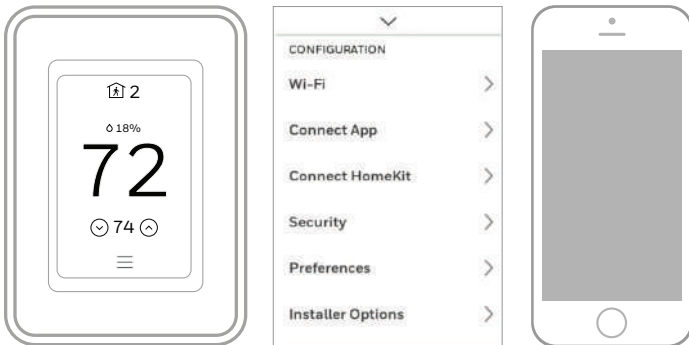 2
18%
72
74
CONFIGURATION
Wi-Fi
Connect App
Connect HomeKit
Security
Preferences
Installer Options